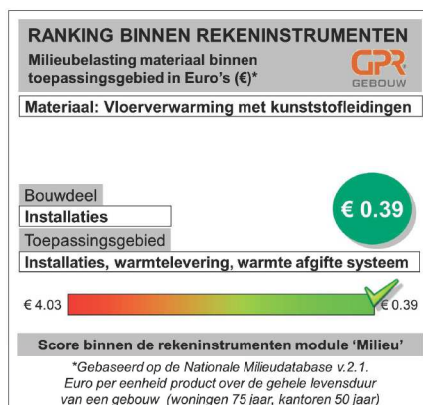 RANKING BINNEN REKENINSTRUMENTEN
Milieubelasting materiaal binnen
toepassingsgebied in Euro's (€)*
GPR
GEBOUW
Materiaal: Vloerverwarming met kunststofleidingen
Bouwdeel
Installaties
€ 0.39
Toepassingsgebied
Installaties, warmtelevering, warmte afgifte systeem
€ 4.03
€ 0.39
Score binnen de rekeninstrumenten module 'Milieu'
*Gebaseerd op de Nationale Milieudatabase v.2.1.
Euro per eenheid product over de gehele levensduur
van een gebouw (woningen 75 jaar, kantoren 50 jaar)